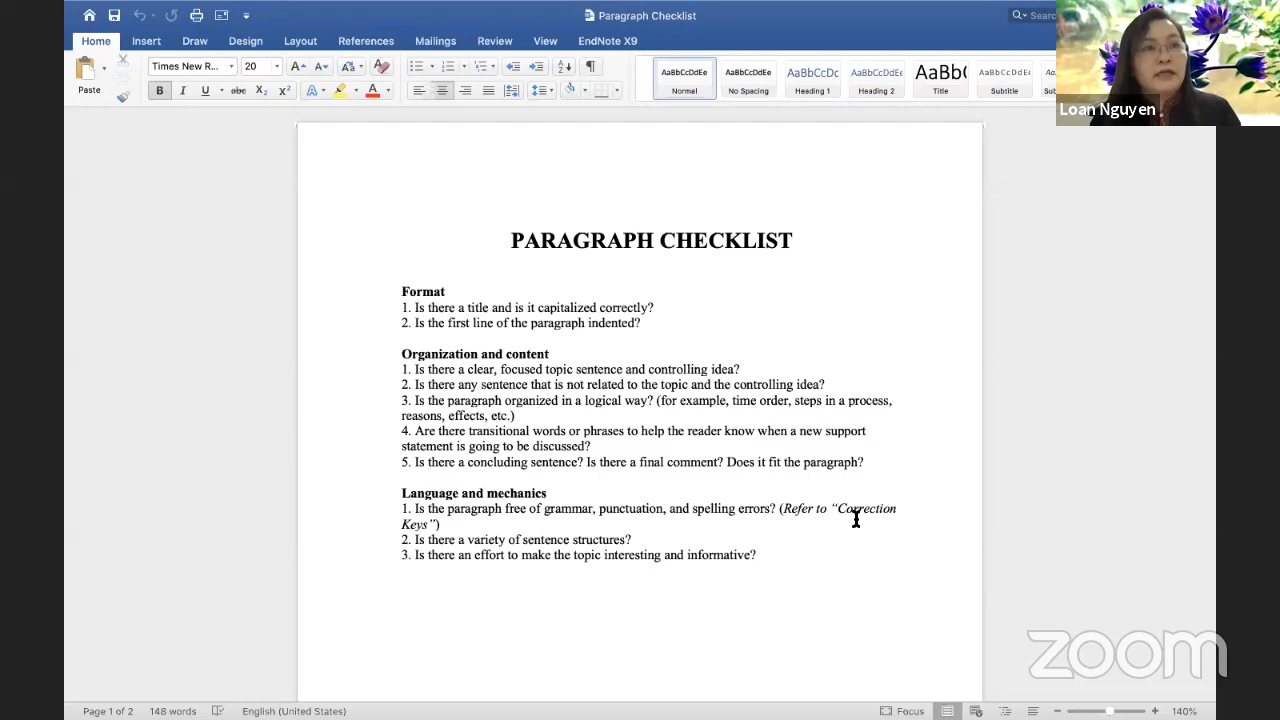 Paragraph Checklist
Home Insert Draw Design Layout References Mailings Review View EndNote X9
Paste
Times New R...
20
AaBbCcDdEe
Normal
AaBbCcDdEe
No Spacing
AaBbCcDc
Heading 1
AaBbCcDdEe
Heading 2
AaBb(
Title
AaBbCcDdEe
Subtitle
Loan Nguyen
PARAGRAPH CHECKLIST
Format
1. Is there a title and is it capitalized correctly?
2. Is the first line of the paragraph indented?
Organization and content
1. Is there a clear, focused topic sentence and controlling idea?
2. Is there any sentence that is not related to the topic and the controlling idea?
3. Is the paragraph organized in a logical way? (for example, time order, steps in a process,
reasons, effects, etc.)
4. Are there transitional words or phrases to help the reader know when a new support
statement is going to be discussed?
5. Is there a concluding sentence? Is there a final comment? Does it fit the paragraph?
Language and mechanics
1. Is the paragraph free of grammar, punctuation, and spelling errors? (Refer to “Correction
Keys”)
2. Is there a variety of sentence structures?
3. Is there an effort to make the topic interesting and informative?
zoom
Page 1 of 2 148 words English (United States) Focus 140%